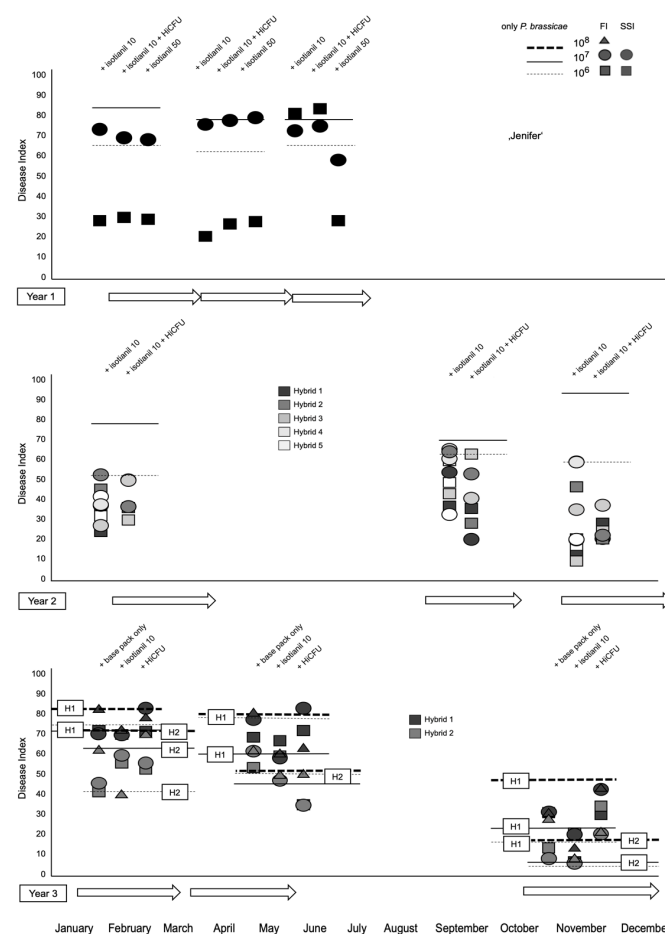 only P. brassicae FI SSI
10⁸
10⁷
10⁶
+ isotianil 10
+ isotianil 10 + HiCFU
+ isotianil 50
+ isotianil 10
+ isotianil 10 + HiCFU
+ isotianil 50
+ isotianil 10
+ isotianil 10 + HiCFU
+ isotianil 50
‚Jenifer‘
Disease Index
100
90
80
70
60
50
40
30
20
10
0
Year 1
+ isotianil 10
+ isotianil 10 + HiCFU
+ isotianil 10
+ isotianil 10 + HiCFU
+ isotianil 10
+ isotianil 10 + HiCFU
Disease Index
100
90
80
70
60
50
40
30
20
10
0
Hybrid 1
Hybrid 2
Hybrid 3
Hybrid 4
Hybrid 5
Year 2
+ base pack only
+ isotianil 10
+ HiCFU
+ base pack only
+ isotianil 10
+ HiCFU
+ base pack only
+ isotianil 10
+ HiCFU
Disease Index
100
90
80
70
60
50
40
30
20
10
0
H1
H1
H2
H2
H2
H1
H1
H2
Hybrid 1
Hybrid 2
H1
H1
H1
H2
H2
Year 3
January February March April May June July August September October November December